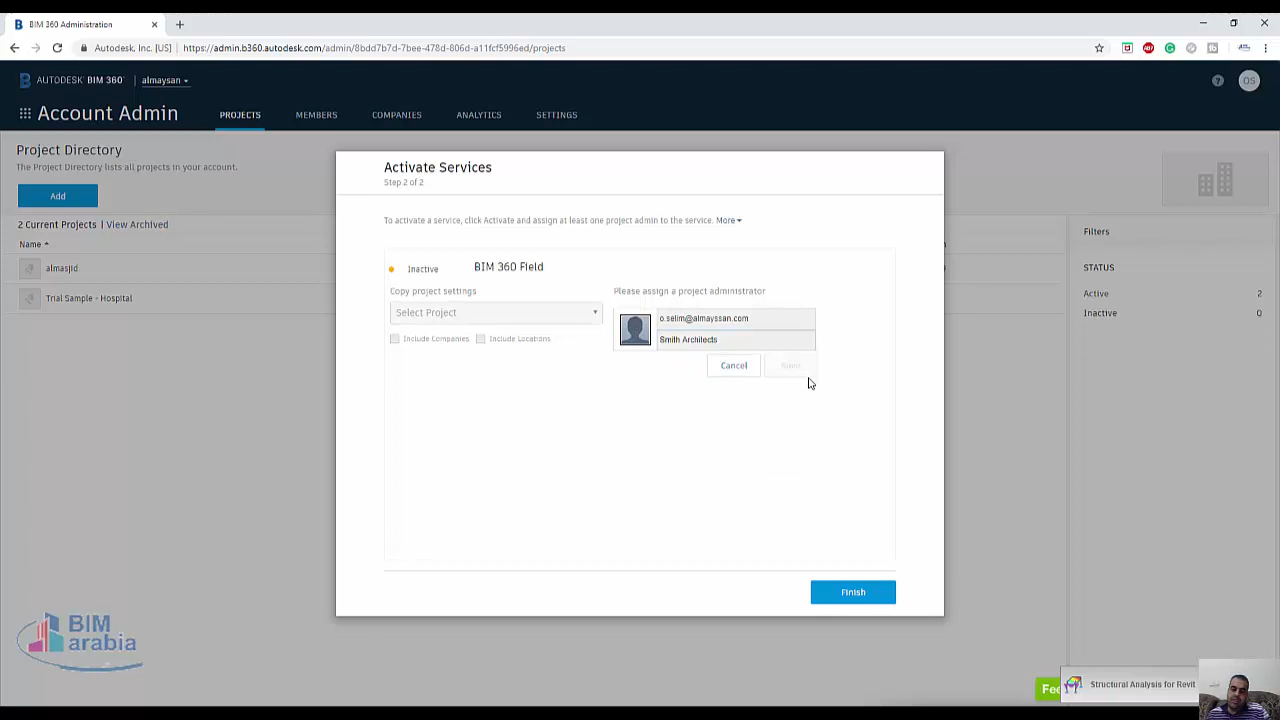 BIM 360 Administration
Autodesk, Inc. [US]
https://admin.b360.autodesk.com/admin/8bdd7b7d-7bee-478d-806d-a11fcf5996ed/projects
AUTODESK® BIM 360°
almaysan
OS
Account Admin
PROJECTS
MEMBERS
COMPANIES
ANALYTICS
SETTINGS
Project Directory
The Project Directory lists all projects in your account.
Add
2 Current Projects | View Archived
Name
almasjid
Trial Sample - Hospital
Activate Services
Step 2 of 2
To activate a service, click Activate and assign at least one project admin to the service. More
Inactive
BIM 360 Field
Copy project settings
Please assign a project administrator
Select Project
o.selim@almayssan.com
Include Companies
Include Locations
Smith Architects
Cancel
Finish
Filters
STATUS
Active 2
Inactive 0
BIM
arabia
Fee
Structural Analysis for Revit